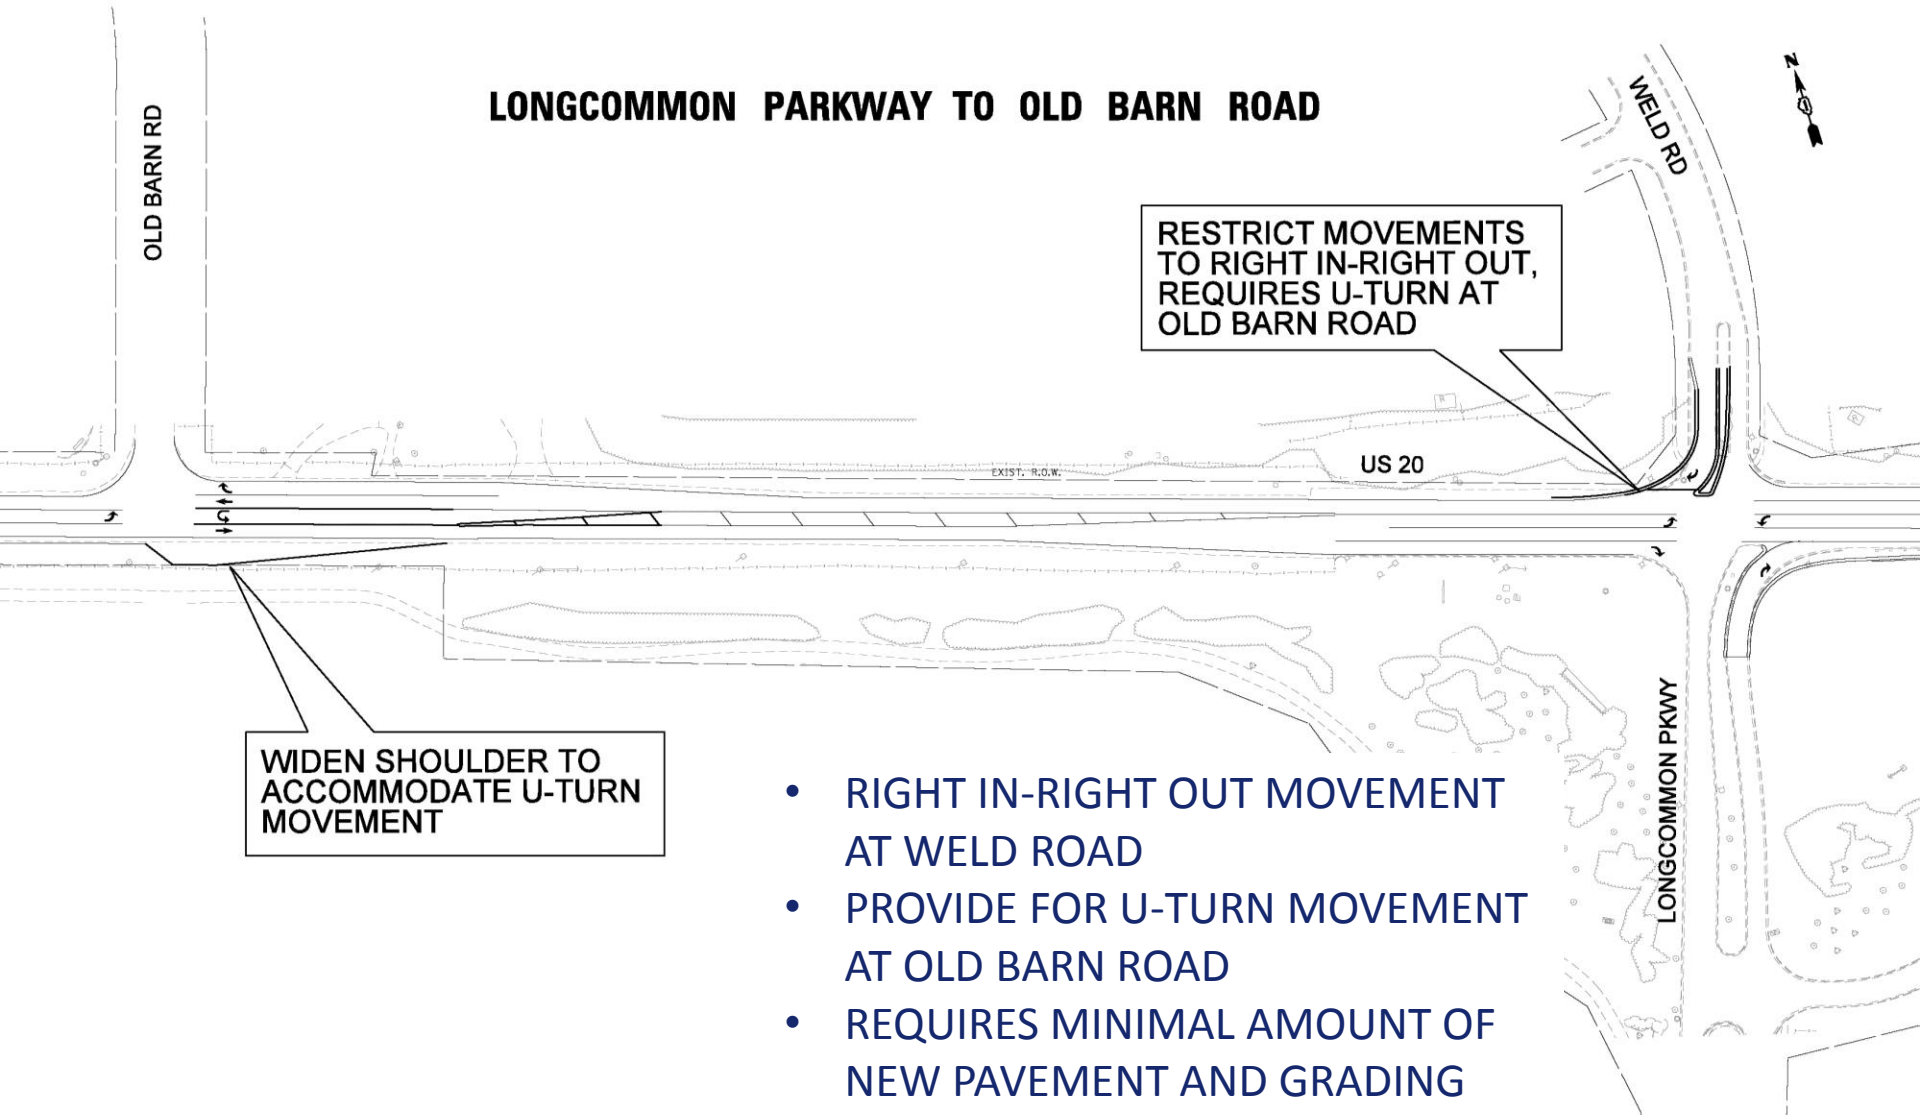 LONGCOMMON PARKWAY TO OLD BARN ROAD
OLD BARN RD
WELD RD
N
RESTRICT MOVEMENTS
TO RIGHT IN-RIGHT OUT,
REQUIRES U-TURN AT
OLD BARN ROAD
US 20
EXIST. R.O.W.
WIDEN SHOULDER TO
ACCOMMODATE U-TURN
MOVEMENT
LONGCOMMON PKWY
• RIGHT IN-RIGHT OUT MOVEMENT
AT WELD ROAD
• PROVIDE FOR U-TURN MOVEMENT
AT OLD BARN ROAD
• REQUIRES MINIMAL AMOUNT OF
NEW PAVEMENT AND GRADING